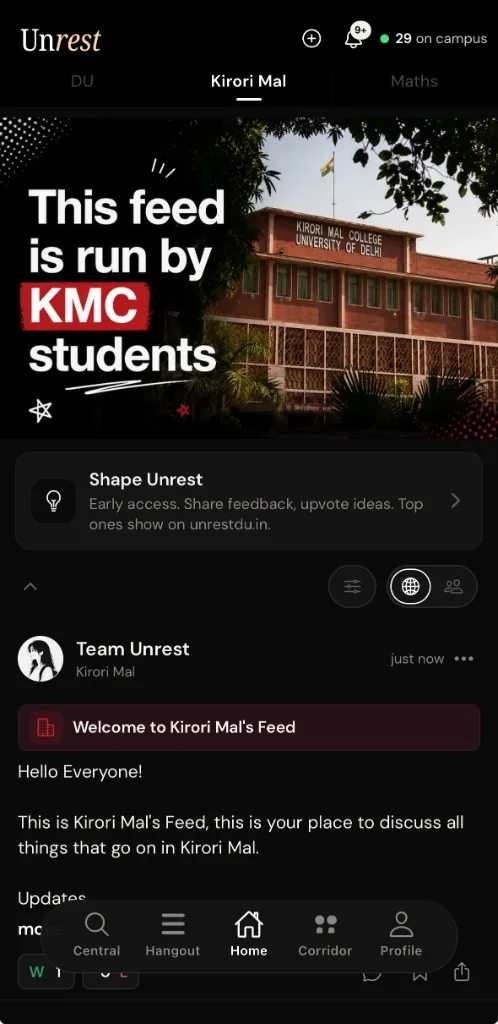 Unrest
9+
29 on campus
DU
Kirori Mal
Maths
This feed
is run by
KMC
students
KIRORI MAL COLLEGE
UNIVERSITY OF DELHI
Shape Unrest
Early access. Share feedback, upvote ideas. Top
ones show on unrestdu.in.
Team Unrest
Kirori Mal
just now
Welcome to Kirori Mal's Feed
Hello Everyone!
This is Kirori Mal's Feed, this is your place to discuss all
things that go on in Kirori Mal.
Updates
Central
Hangout
Home
Corridor
Profile
W 1
L